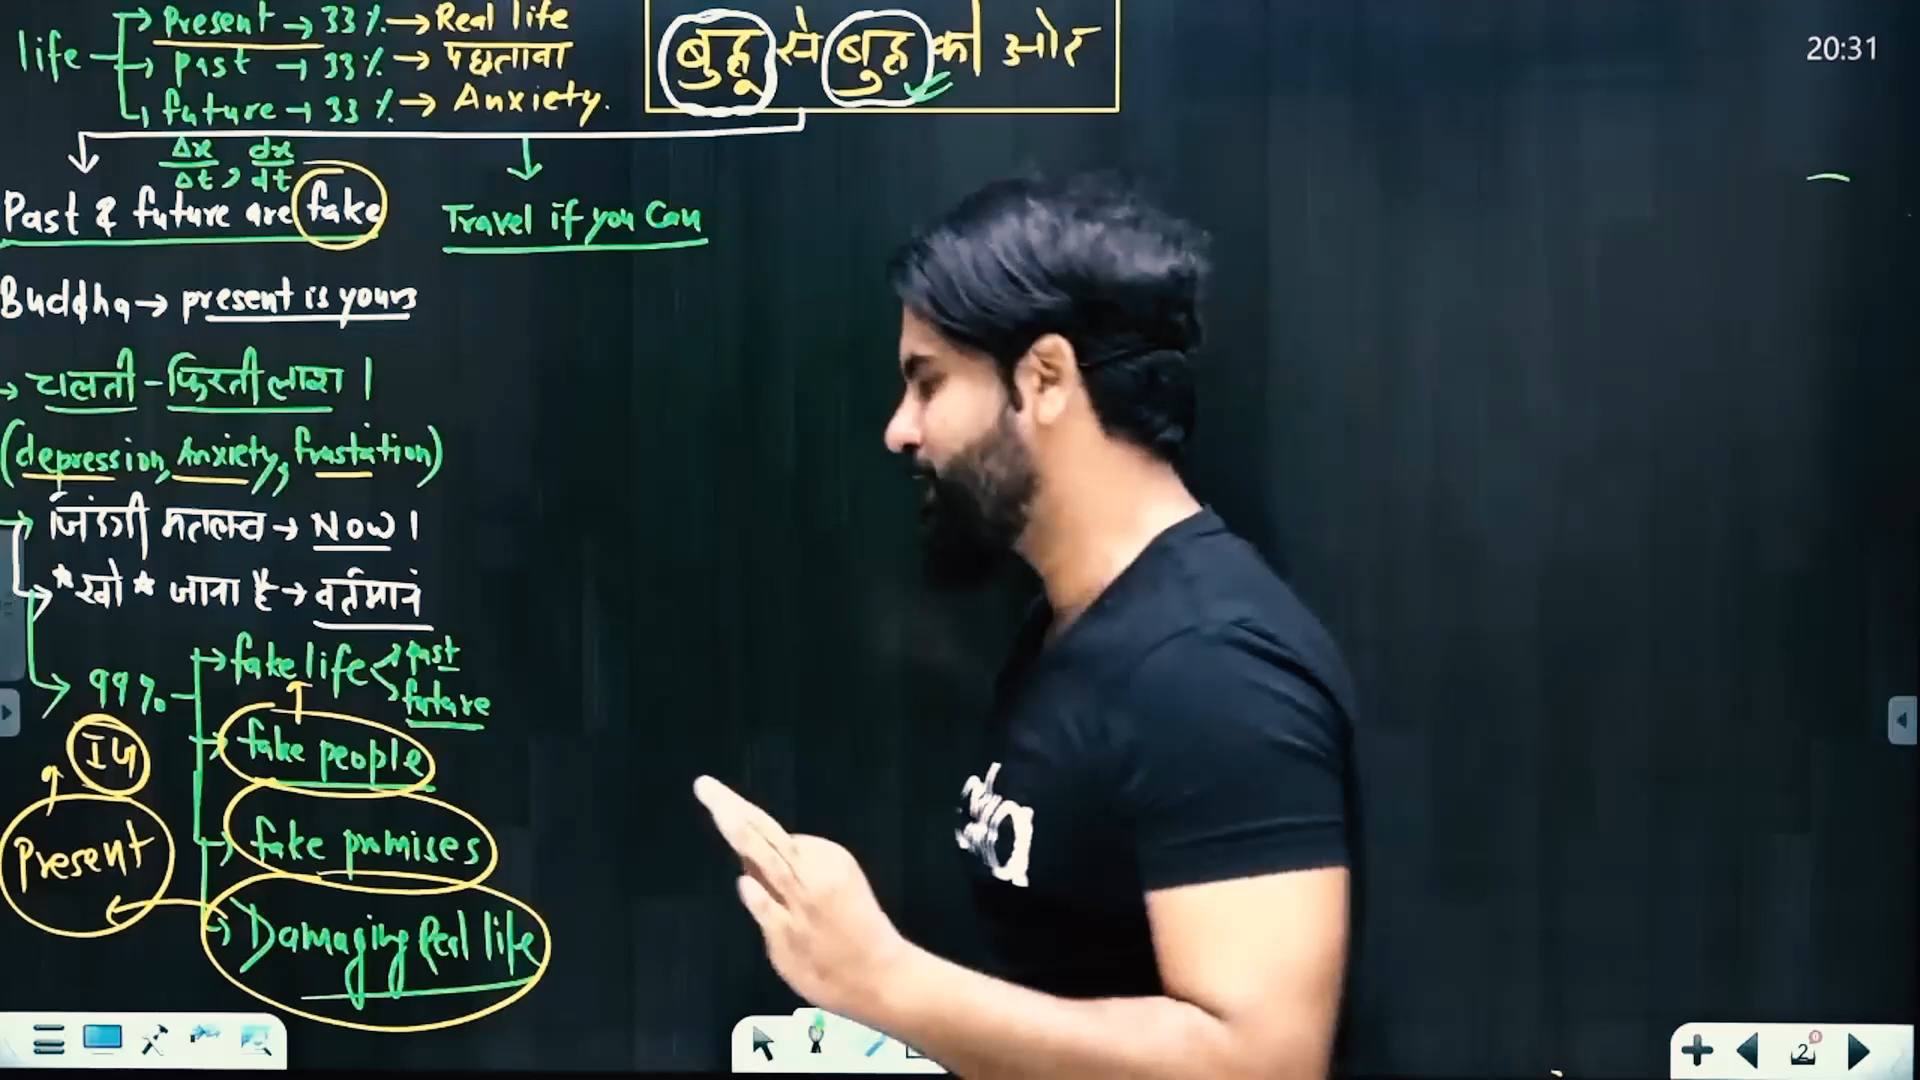 life → Present → 33 % → Real life
→ past → 33 % → पछतावा
→ future → 33 % → Anxiety.
बुद्धू से बुद्ध की ओर
20:31
Δx/Δt, dx/dt
Past & future are fake
Travel if you Can
Buddha → present is yours
→ चलती - फिरती लाश ।
(depression, Anxiety, frustation)
→ जिंदगी मतलब → Now ।
→ *खो* जाना है → वर्तमान
→ 99% → fake life < past
future
IG
→ fake people
Present
→ fake promises
→ Damaging Real life
2